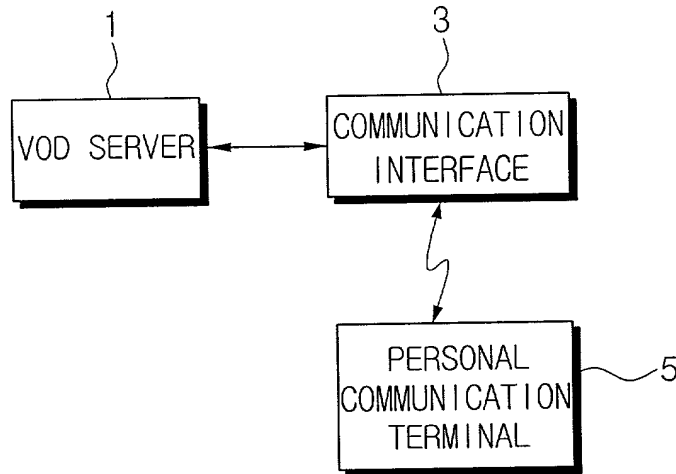 1
3
VOD SERVER
COMMUNICATION
INTERFACE
PERSONAL
COMMUNICATION
TERMINAL
5